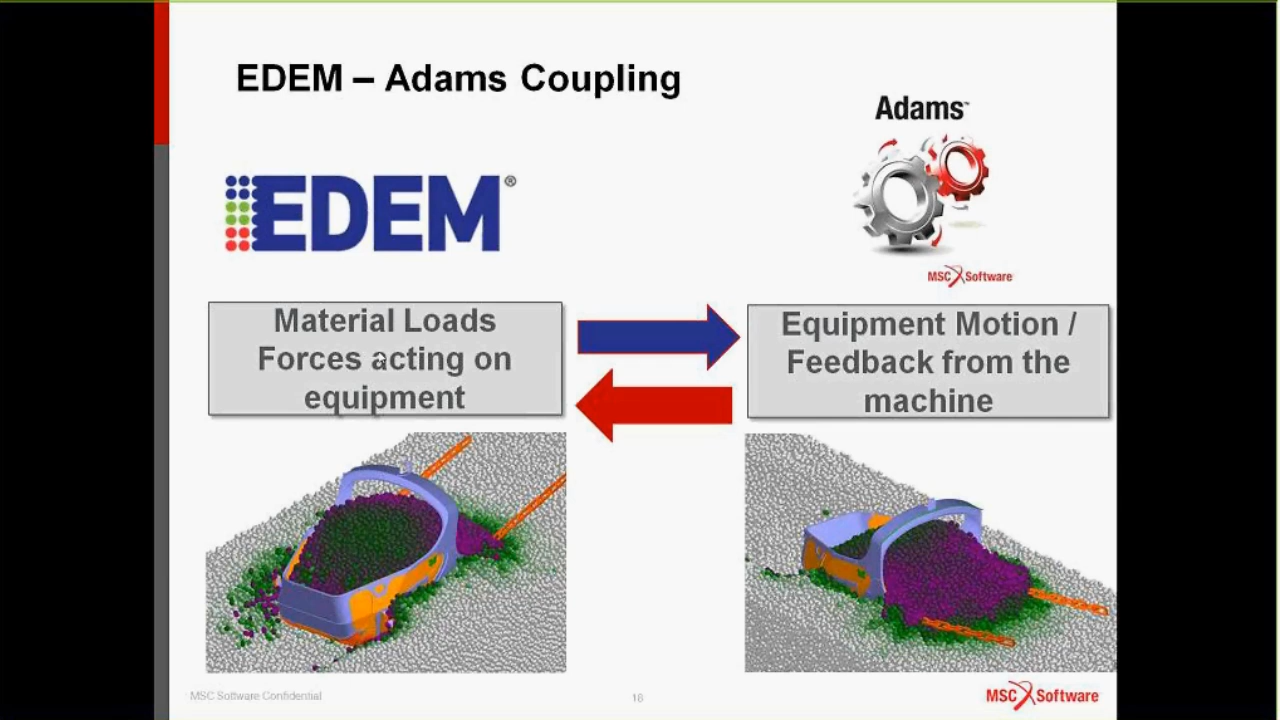 EDEM – Adams Coupling
Adams™
EDEM®
MSC Software
Material Loads
Forces acting on
equipment
Equipment Motion /
Feedback from the
machine
MSC Software Confidential
18
MSC Software